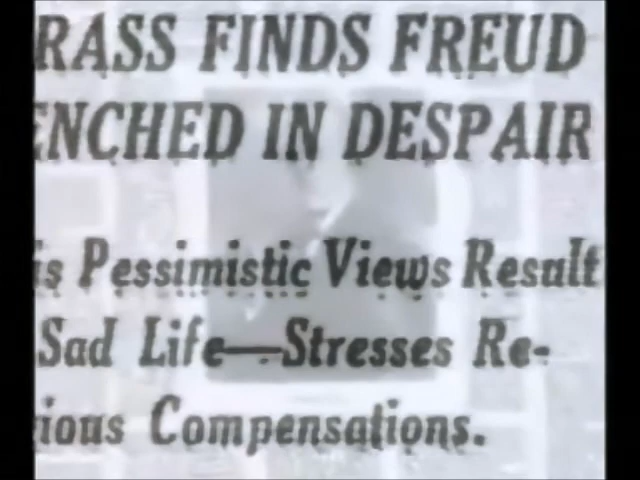 RASS FINDS FREUD
ENCHED IN DESPAIR
is Pessimistic Views Result
Sad Life—Stresses Re-
ious Compensations.